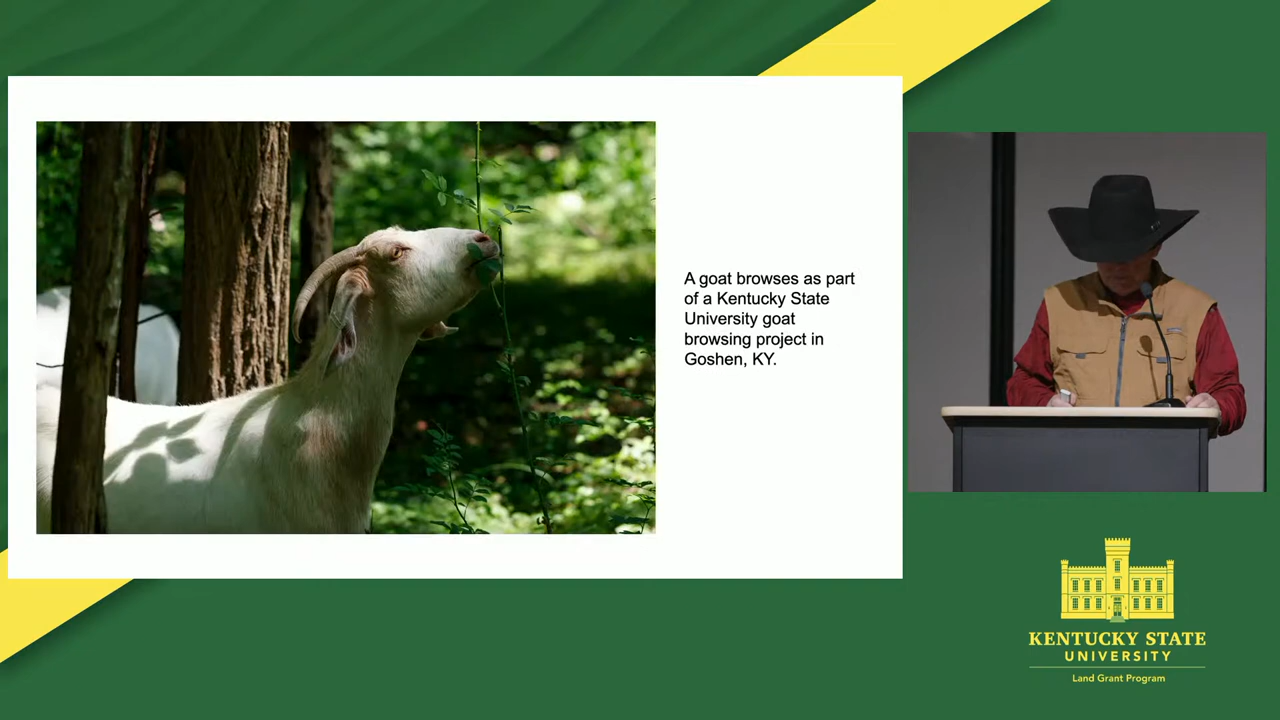 A goat browses as part
of a Kentucky State
University goat
browsing project in
Goshen, KY.
KENTUCKY STATE
UNIVERSITY
Land Grant Program